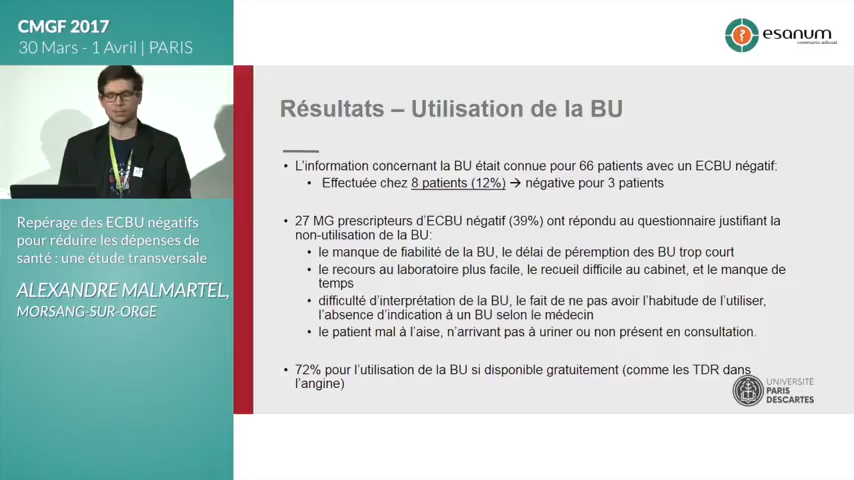 CMGF 2017
30 Mars - 1 Avril | PARIS
esanum
Repérage des ECBU négatifs
pour réduire les dépenses de
santé : une étude transversale
ALEXANDRE MALMARTEL,
MORSANG-SUR-ORGE
Résultats – Utilisation de la BU
• L’information concernant la BU était connue pour 66 patients avec un ECBU négatif:
• Effectuée chez 8 patients (12%) → négative pour 3 patients
• 27 MG prescripteurs d’ECBU négatif (39%) ont répondu au questionnaire justifiant la
non-utilisation de la BU:
• le manque de fiabilité de la BU, le délai de péremption des BU trop court
• le recours au laboratoire plus facile, le recueil difficile au cabinet, et le manque de
temps
• difficulté d’interprétation de la BU, le fait de ne pas avoir l’habitude de l’utiliser,
l’absence d’indication à un BU selon le médecin
• le patient mal à l’aise, n’arrivant pas à uriner ou non présent en consultation.
• 72% pour l’utilisation de la BU si disponible gratuitement (comme les TDR dans
l’angine)
UNIVERSITÉ
PARIS
DESCARTES